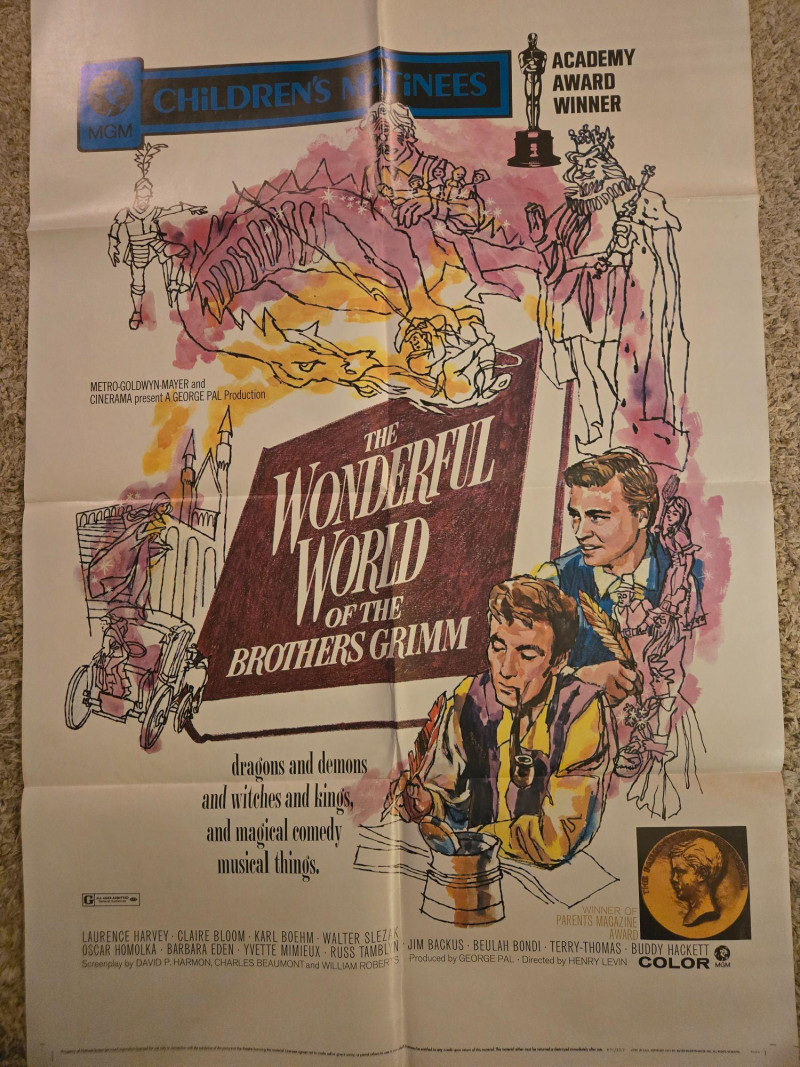 CHiLDREN'S MATiNEES
MGM
ACADEMY
AWARD
WINNER
METRO-GOLDWYN-MAYER and
CINERAMA present A GEORGE PAL Production
THE
WONDERFUL
WORLD
OF THE
BROTHERS GRIMM
dragons and demons
and witches and kings,
and magical comedy
musical things.
G ALL AGES ADMITTED
WINNER OF
PARENTS MAGAZINE
AWARD
LAURENCE HARVEY · CLAIRE BLOOM · KARL BOEHM · WALTER SLEZAK · JIM BACKUS · BEULAH BONDI · TERRY-THOMAS · BUDDY HACKETT
OSCAR HOMOLKA · BARBARA EDEN · YVETTE MIMIEUX · RUSS TAMBLYN
Screenplay by DAVID P. HARMON, CHARLES BEAUMONT and WILLIAM ROBERTS Produced by GEORGE PAL · Directed by HENRY LEVIN
COLOR MGM